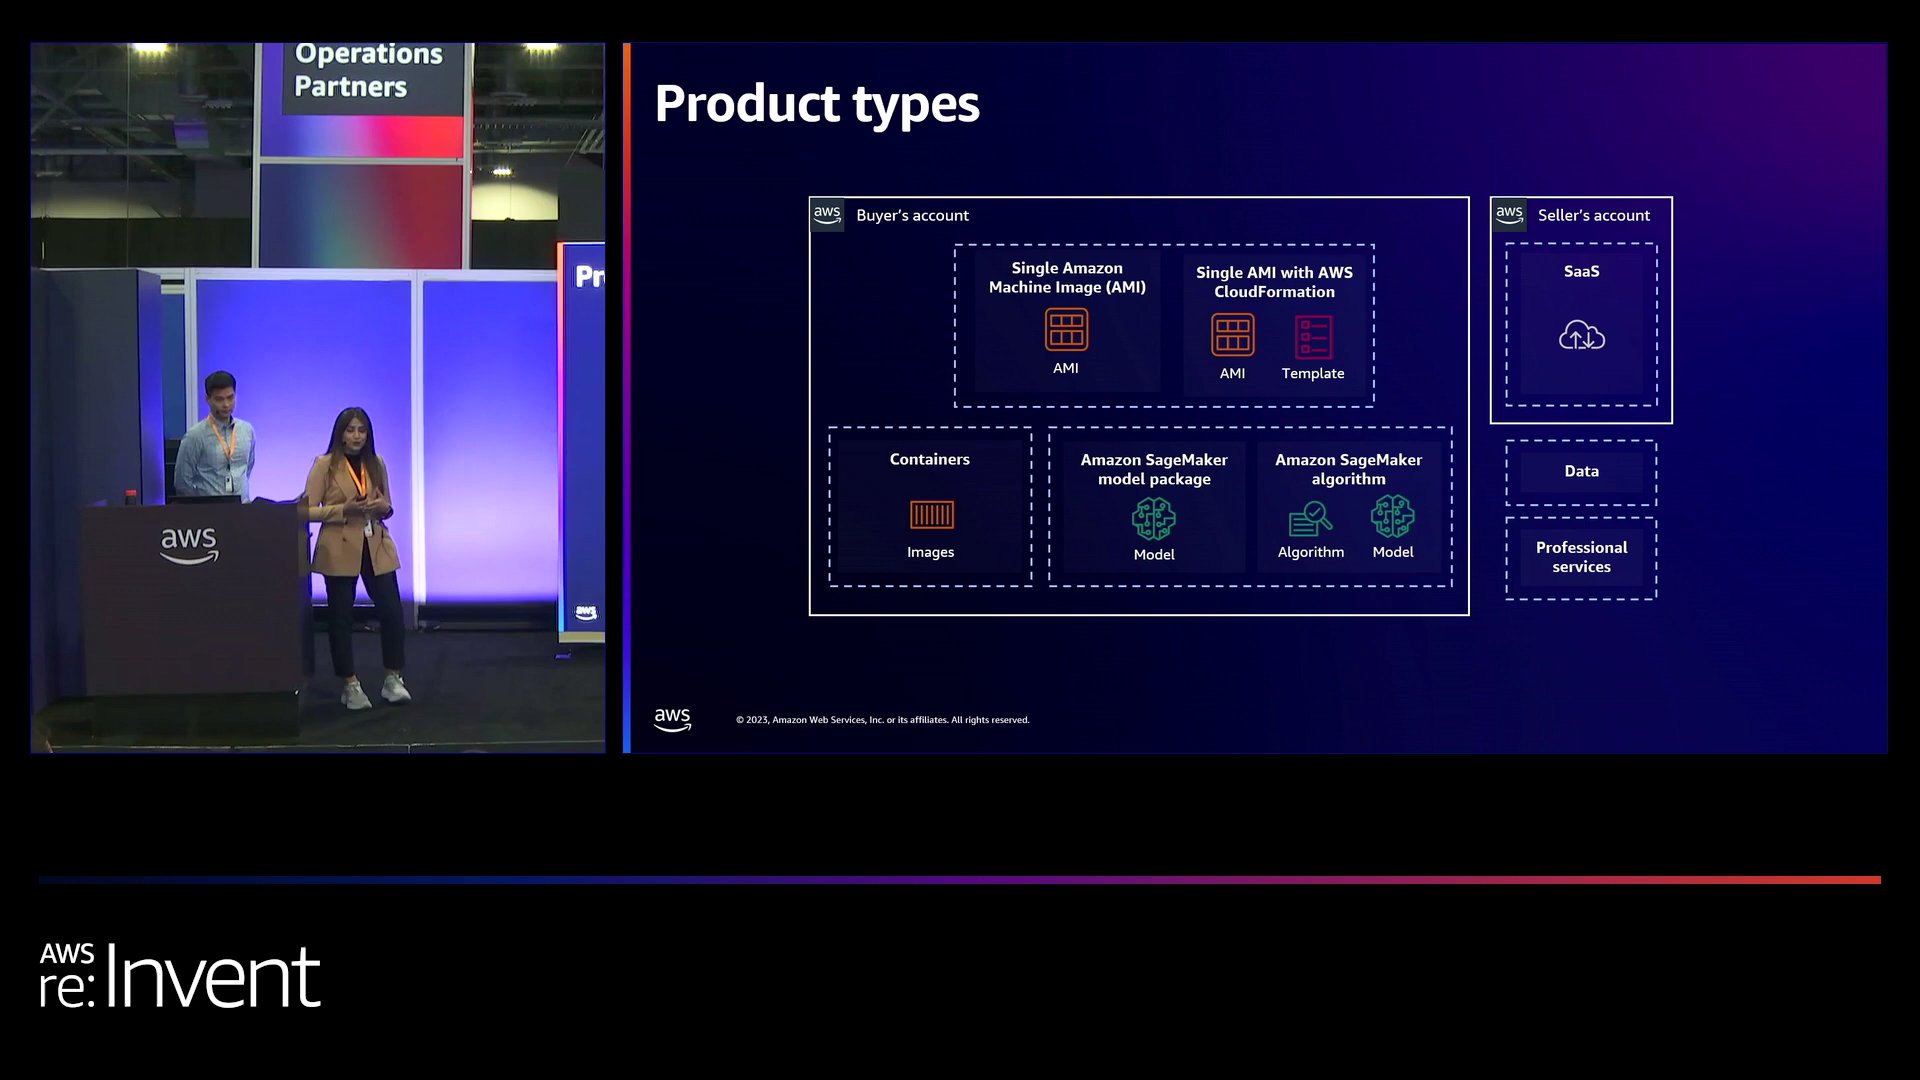 Operations
Partners
Pr
aws
aws
Product types
aws Buyer's account
Single Amazon
Machine Image (AMI)
AMI
Single AMI with AWS
CloudFormation
AMI Template
Containers
Images
Amazon SageMaker
model package
Model
Amazon SageMaker
algorithm
Algorithm Model
aws Seller's account
SaaS
Data
Professional
services
aws
© 2023, Amazon Web Services, Inc. or its affiliates. All rights reserved.
AWS
re:Invent